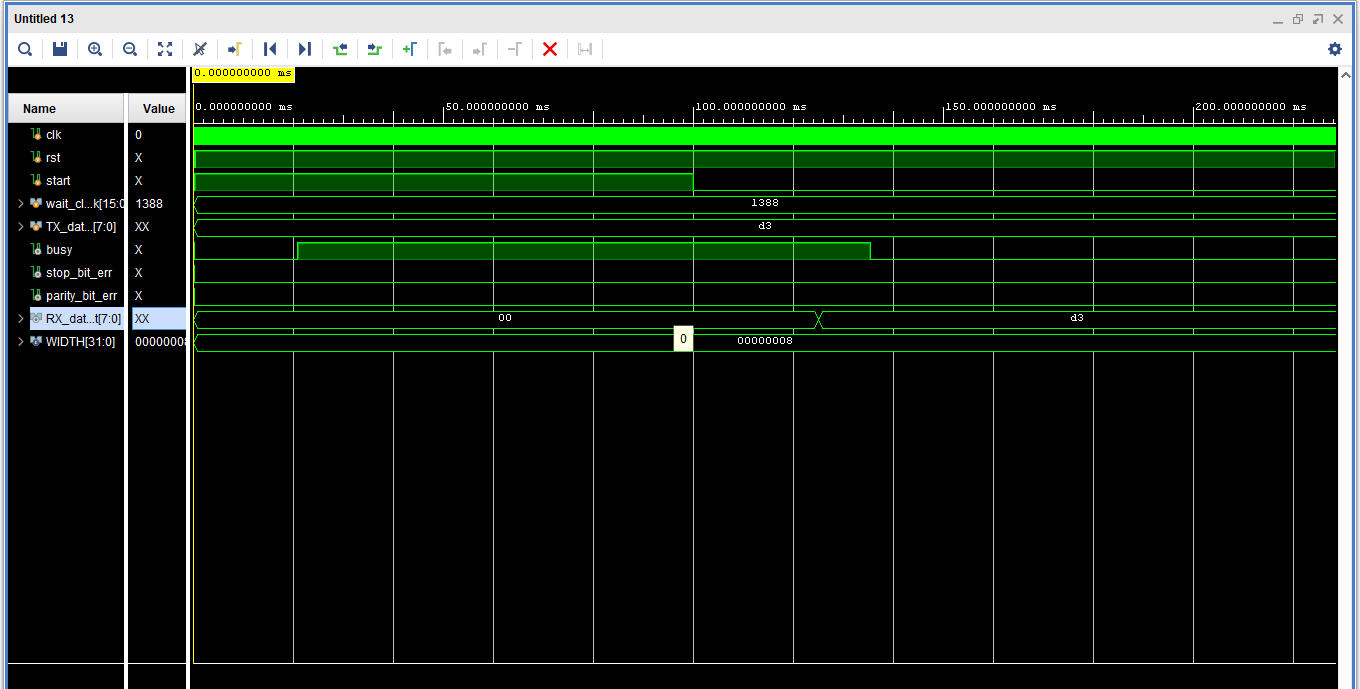 Untitled 13
0.000000000 ms
0.000000000 ms 50.000000000 ms 100.000000000 ms 150.000000000 ms 200.000000000 ms
Name Value
clk 0
rst X
start X
wait_cl...k[15:0 1388 1388
TX_dat...[7:0] XX d3
busy X
stop_bit_err X
parity_bit_err X
RX_dat...t[7:0] XX 00 d3
WIDTH[31:0] 00000008 0 00000008